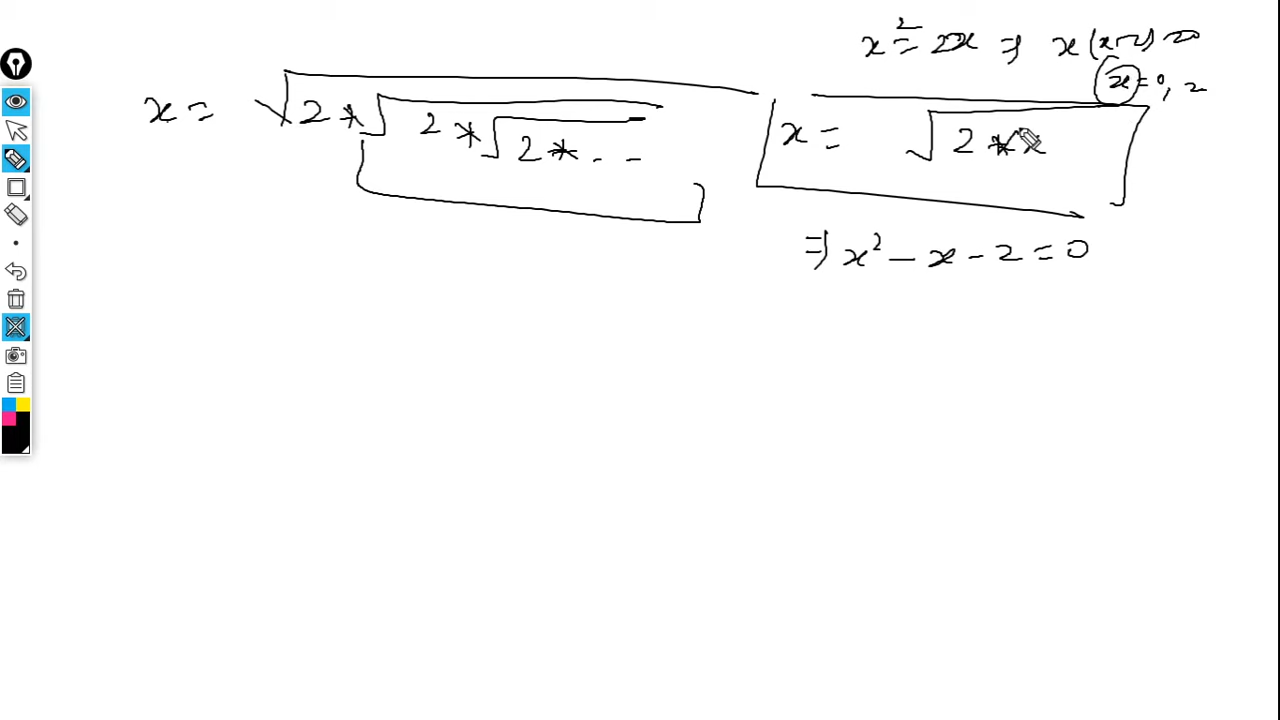 x² = 2x ⇒ x(x-2)=0
x = 0, 2
x = √2*√2*√2*.. x = √2*x
⇒ x² - x - 2 = 0